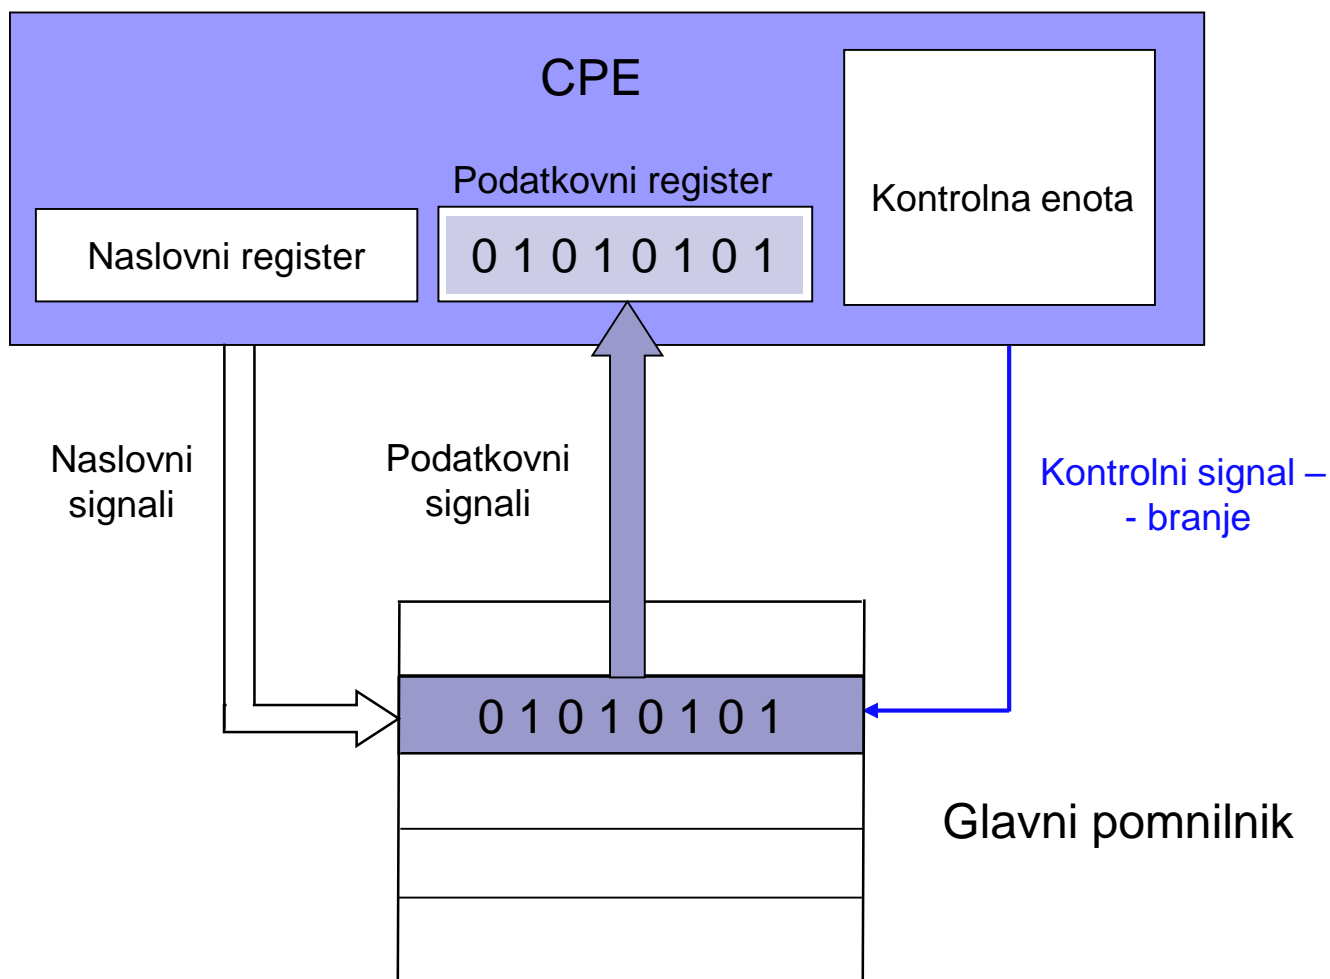 CPE
Podatkovni register
Kontrolna enota
Naslovni register
0 1 0 1 0 1 0 1
Naslovni
signali
Podatkovni
signali
Kontrolni signal –
- branje
0 1 0 1 0 1 0 1
Glavni pomnilnik